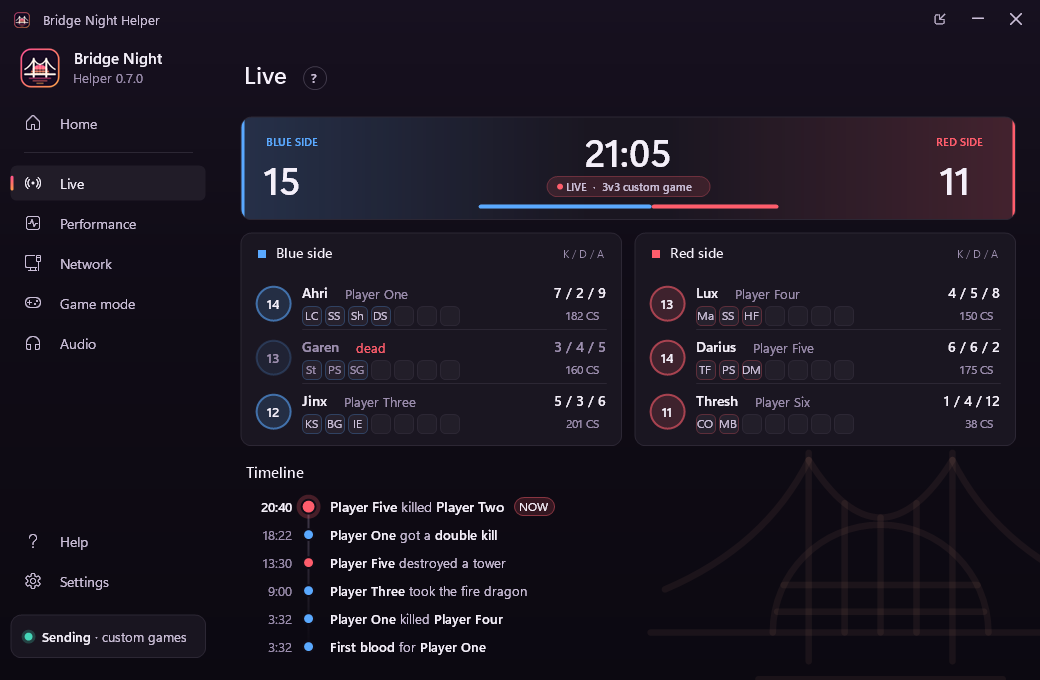 Bridge Night Helper
Bridge Night
Helper 0.7.0
Home
Live
Performance
Network
Game mode
Audio
? Help
Settings
Sending · custom games
Live ?
BLUE SIDE
15
21:05
LIVE · 3v3 custom game
RED SIDE
11
Blue side K / D / A
14 Ahri Player One 7 / 2 / 9
LC SS Sh DS 182 CS
13 Garen dead 3 / 4 / 5
St PS SG 160 CS
12 Jinx Player Three 5 / 3 / 6
KS BG IE 201 CS
Red side K / D / A
13 Lux Player Four 4 / 5 / 8
Ma SS HF 150 CS
14 Darius Player Five 6 / 6 / 2
TF PS DM 175 CS
11 Thresh Player Six 1 / 4 / 12
CO MB 38 CS
Timeline
20:40 Player Five killed Player Two NOW
18:22 Player One got a double kill
13:30 Player Five destroyed a tower
9:00 Player Three took the fire dragon
3:32 Player One killed Player Four
3:32 First blood for Player One